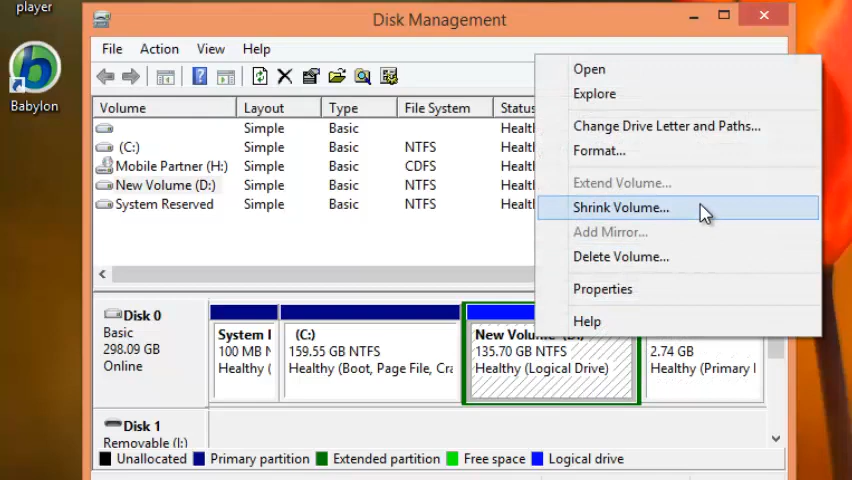 player
Babylon
Disk Management
File Action View Help
Volume Layout Type File System Status
Simple Basic Healt
(C:) Simple Basic NTFS Healt
Mobile Partner (H:) Simple Basic CDFS Healt
New Volume (D:) Simple Basic NTFS Healt
System Reserved Simple Basic NTFS Healt
Open
Explore
Change Drive Letter and Paths...
Format...
Extend Volume...
Shrink Volume...
Add Mirror...
Delete Volume...
Properties
Help
Disk 0
Basic
298.09 GB
Online
System I
100 MB N
Healthy (
(C:)
159.55 GB NTFS
Healthy (Boot, Page File, Cra
New Volume (D:)
135.70 GB NTFS
Healthy (Logical Drive)
2.74 GB
Healthy (Primary I
Disk 1
Removable (I:)
Unallocated Primary partition Extended partition Free space Logical drive